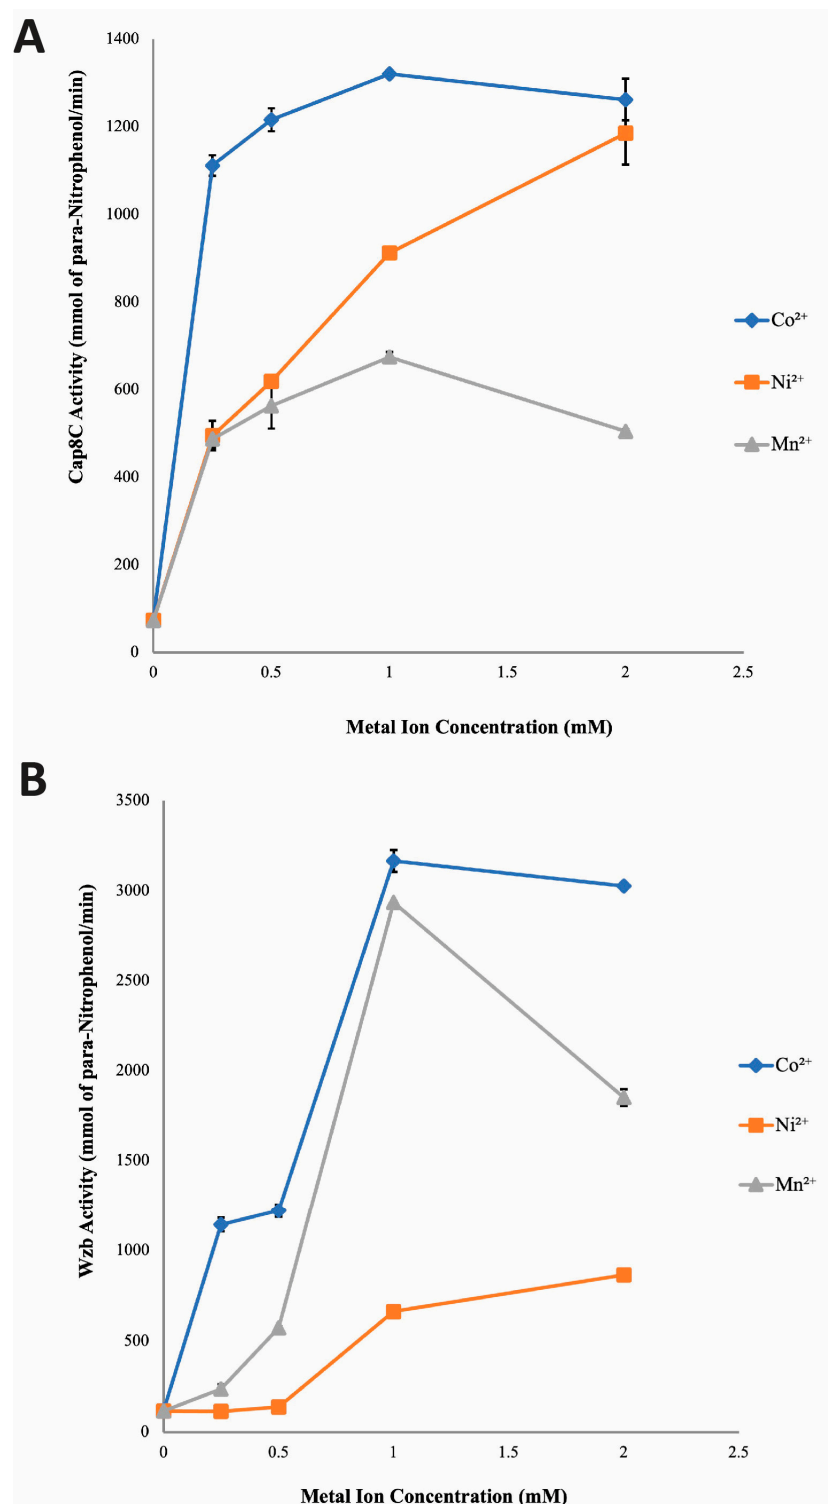 A
1400
1200
1000
800
600
400
200
0
Cap8C Activity (mmol of para-Nitrophenol/min)
0 0.5 1 1.5 2 2.5
Metal Ion Concentration (mM)
Co²⁺
Ni²⁺
Mn²⁺
B
3500
3000
2500
2000
1500
1000
500
0
Wzb Activity (mmol of para-Nitrophenol/min)
0 0.5 1 1.5 2 2.5
Metal Ion Concentration (mM)
Co²⁺
Ni²⁺
Mn²⁺